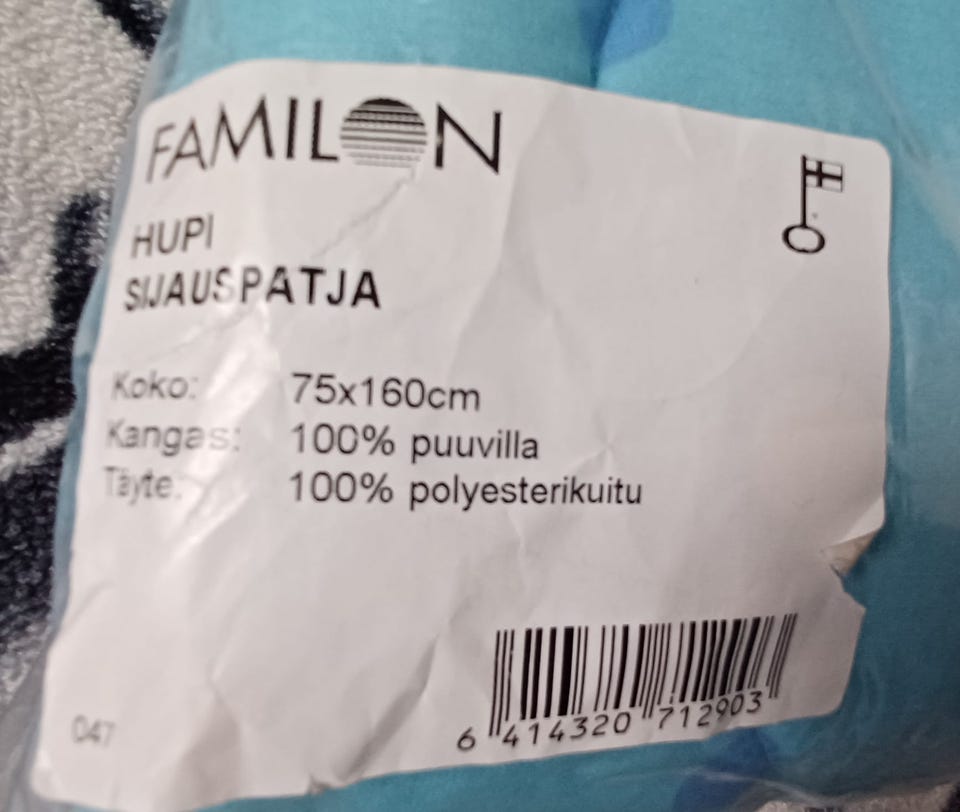 FAMILON
HUPI
SIJAUSPATJA
Koko: 75x160cm
Kangas: 100% puuvilla
Täyte: 100% polyesterikuitu
047
6 414320 712903